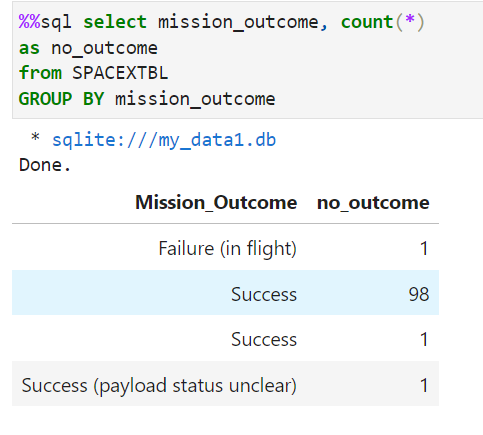 %%sql select mission_outcome, count(*)
as no_outcome
from SPACEXTBL
GROUP BY mission_outcome
* sqlite:///my_data1.db
Done.
Mission_Outcome no_outcome
Failure (in flight) 1
Success 98
Success 1
Success (payload status unclear) 1